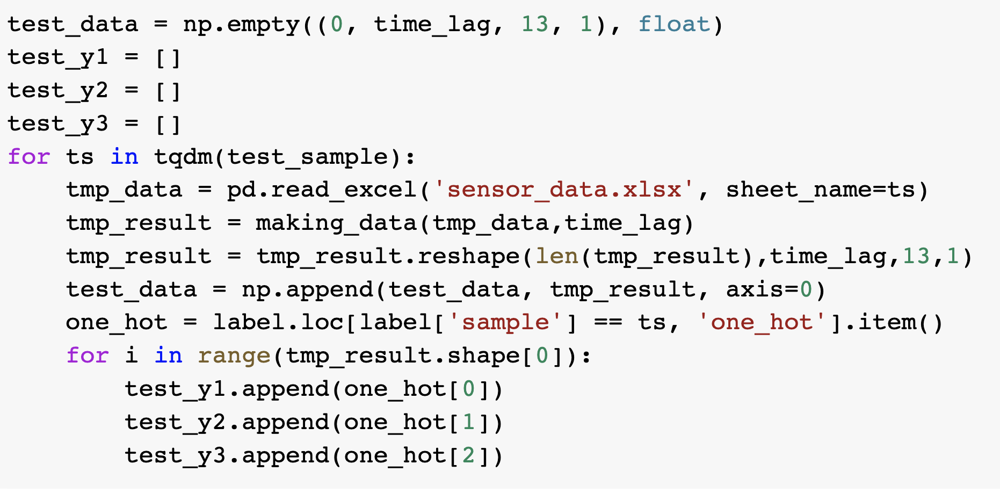 test_data = np.empty((0, time_lag, 13, 1), float)
test_y1 = []
test_y2 = []
test_y3 = []
for ts in tqdm(test_sample):
    tmp_data = pd.read_excel('sensor_data.xlsx', sheet_name=ts)
    tmp_result = making_data(tmp_data,time_lag)
    tmp_result = tmp_result.reshape(len(tmp_result),time_lag,13,1)
    test_data = np.append(test_data, tmp_result, axis=0)
    one_hot = label.loc[label['sample'] == ts, 'one_hot'].item()
    for i in range(tmp_result.shape[0]):
        test_y1.append(one_hot[0])
        test_y2.append(one_hot[1])
        test_y3.append(one_hot[2])